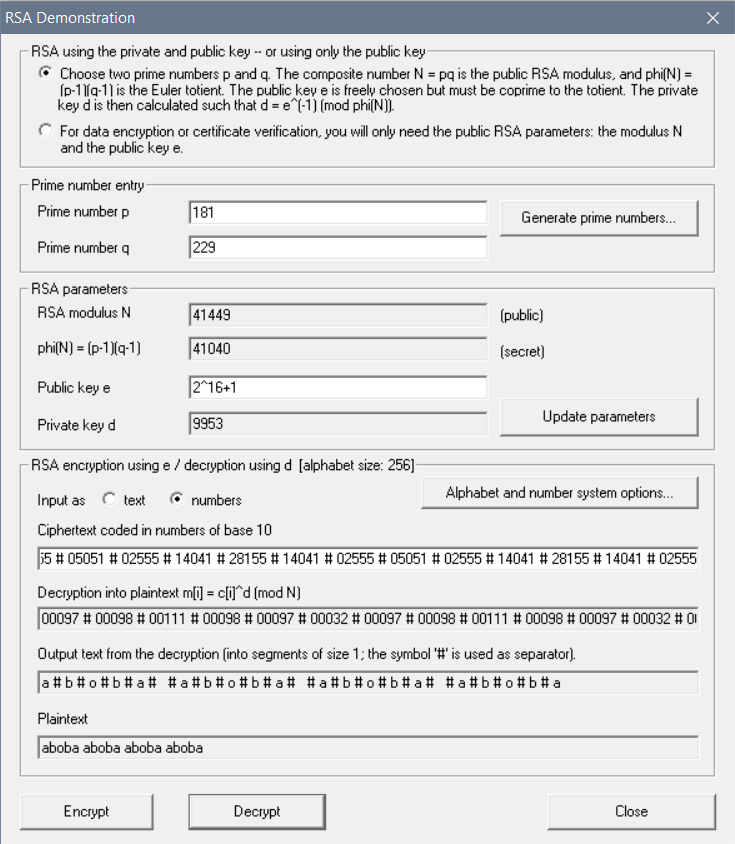 RSA Demonstration
RSA using the private and public key -- or using only the public key
Choose two prime numbers p and q. The composite number N = pq is the public RSA modulus, and phi(N) =
(p-1)(q-1) is the Euler totient. The public key e is freely chosen but must be coprime to the totient. The private
key d is then calculated such that d = e^(-1) (mod phi(N)).
For data encryption or certificate verification, you will only need the public RSA parameters: the modulus N
and the public key e.
Prime number entry
Prime number p
181
Generate prime numbers...
Prime number q
229
RSA parameters
RSA modulus N
41449
(public)
phi(N) = (p-1)(q-1)
41040
(secret)
Public key e
2^16+1
Private key d
9953
Update parameters
RSA encryption using e / decryption using d [alphabet size: 256]
Input as
text
numbers
Alphabet and number system options...
Ciphertext coded in numbers of base 10
# 05051 # 02555 # 14041 # 28155 # 14041 # 02555 # 05051 # 02555 # 14041 # 28155 # 14041 # 02555
Decryption into plaintext m[i] = c[i]^d (mod N)
00097 # 00098 # 00111 # 00098 # 00097 # 00032 # 00097 # 00098 # 00111 # 00098 # 00097 # 00032 #
Output text from the decryption (into segments of size 1; the symbol '#' is used as separator).
a # b # o # b # a #   # a # b # o # b # a #   # a # b # o # b # a #   # a # b # o # b # a
Plaintext
aboba aboba aboba aboba
Encrypt
Decrypt
Close